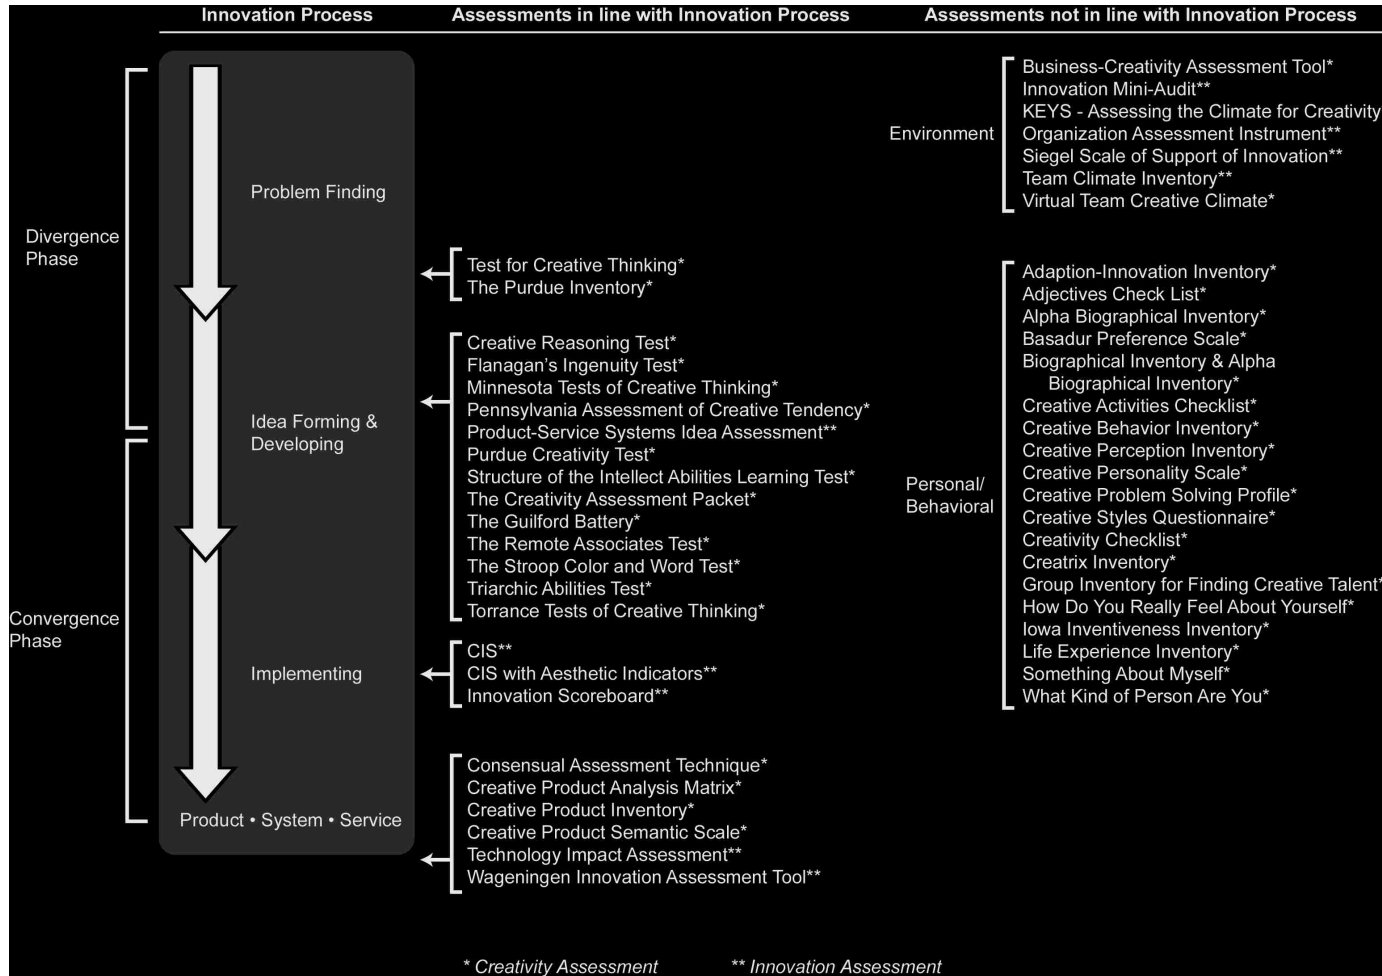 Innovation Process
Assessments in line with Innovation Process
Assessments not in line with Innovation Process
Divergence
Phase
Convergence
Phase
Problem Finding
Idea Forming &
Developing
Implementing
Product • System • Service
Test for Creative Thinking*
The Purdue Inventory*
Creative Reasoning Test*
Flanagan’s Ingenuity Test*
Minnesota Tests of Creative Thinking*
Pennsylvania Assessment of Creative Tendency*
Product-Service Systems Idea Assessment**
Purdue Creativity Test*
Structure of the Intellect Abilities Learning Test*
The Creativity Assessment Packet*
The Guilford Battery*
The Remote Associates Test*
The Stroop Color and Word Test*
Triarchic Abilities Test*
Torrance Tests of Creative Thinking*
CIS**
CIS with Aesthetic Indicators**
Innovation Scoreboard**
Consensual Assessment Technique*
Creative Product Analysis Matrix*
Creative Product Inventory*
Creative Product Semantic Scale*
Technology Impact Assessment**
Wageningen Innovation Assessment Tool**
Environment
Business-Creativity Assessment Tool*
Innovation Mini-Audit**
KEYS - Assessing the Climate for Creativity
Organization Assessment Instrument**
Siegel Scale of Support of Innovation**
Team Climate Inventory**
Virtual Team Creative Climate*
Personal/
Behavioral
Adaption-Innovation Inventory*
Adjectives Check List*
Alpha Biographical Inventory*
Basadur Preference Scale*
Biographical Inventory & Alpha
Biographical Inventory*
Creative Activities Checklist*
Creative Behavior Inventory*
Creative Perception Inventory*
Creative Personality Scale*
Creative Problem Solving Profile*
Creative Styles Questionnaire*
Creativity Checklist*
Creatrix Inventory*
Group Inventory for Finding Creative Talent*
How Do You Really Feel About Yourself*
Iowa Inventiveness Inventory*
Life Experience Inventory*
Something About Myself*
What Kind of Person Are You*
* Creativity Assessment
** Innovation Assessment